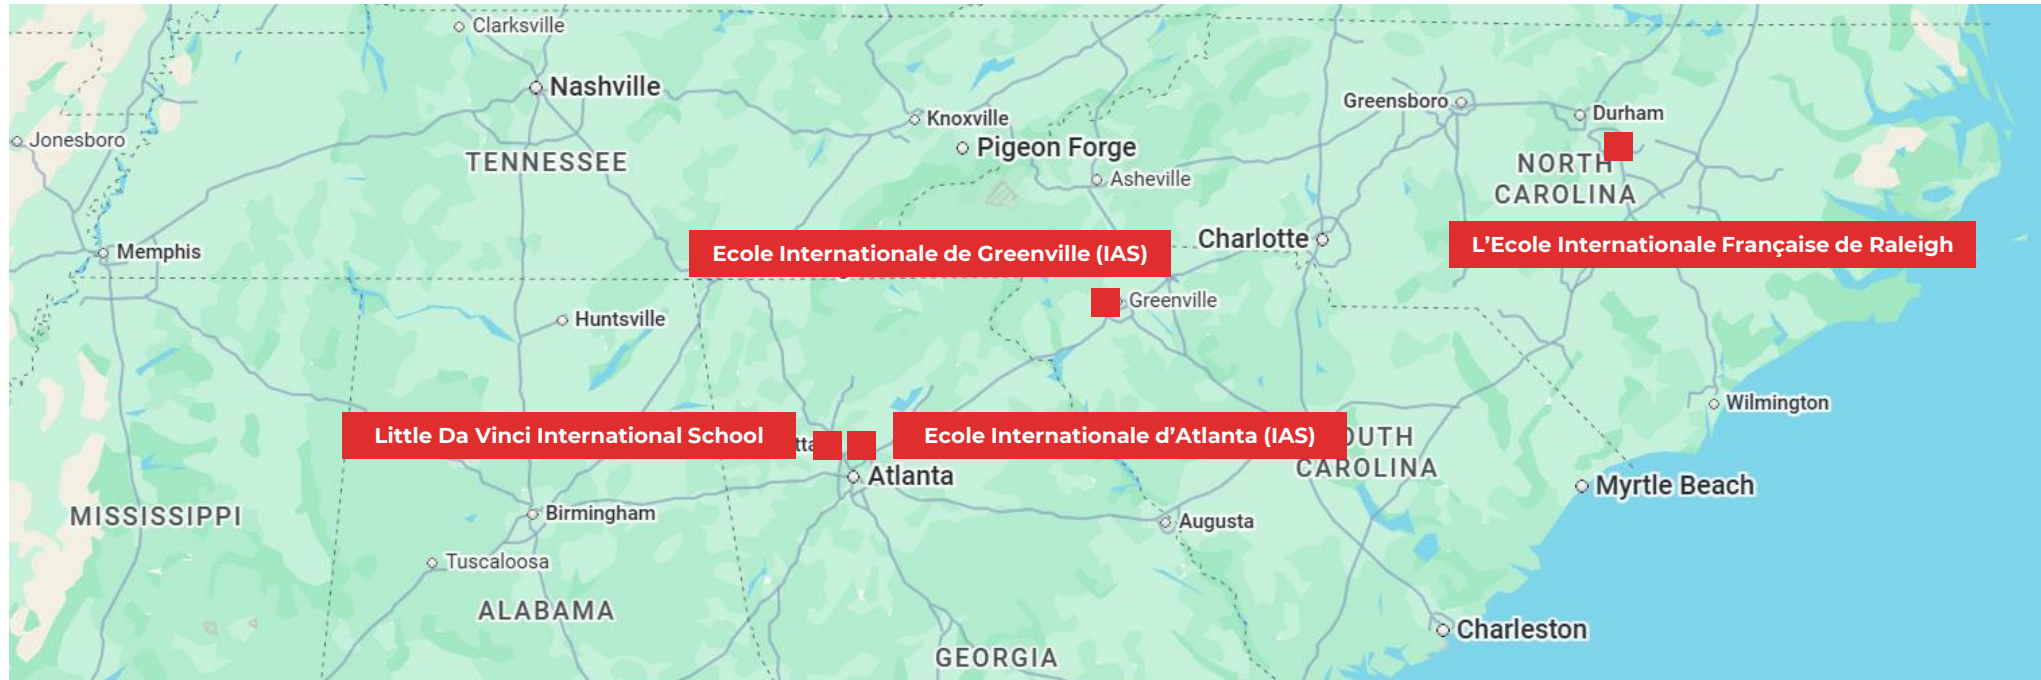 Clarksville
Nashville
Knoxville
Greensboro
Durham
Jonesboro
Pigeon Forge
TENNESSEE
NORTH
CAROLINA
Asheville
Memphis
Ecole Internationale de Greenville (IAS)
Charlotte
L’Ecole Internationale Française de Raleigh
Greenville
Huntsville
Wilmington
Little Da Vinci International School
tta
Ecole Internationale d’Atlanta (IAS)
OUTH
CAROLINA
Atlanta
Myrtle Beach
MISSISSIPPI
Birmingham
Augusta
Tuscaloosa
ALABAMA
Charleston
GEORGIA